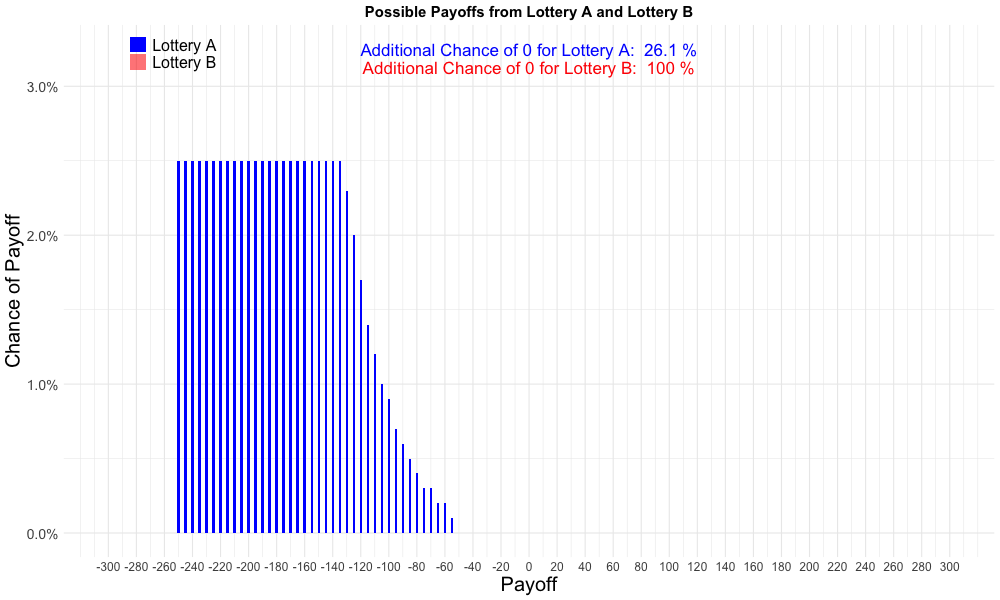 Possible Payoffs from Lottery A and Lottery B
Lottery A
Lottery B
Additional Chance of 0 for Lottery A: 26.1 %
Additional Chance of 0 for Lottery B: 100 %
Chance of Payoff
3.0%
2.0%
1.0%
0.0%
-300 -280 -260 -240 -220 -200 -180 -160 -140 -120 -100 -80 -60 -40 -20 0 20 40 60 80 100 120 140 160 180 200 220 240 260 280 300
Payoff